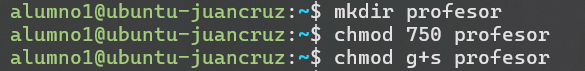 alumno1@ubuntu-juancruz:~$ mkdir profesor
alumno1@ubuntu-juancruz:~$ chmod 750 profesor
alumno1@ubuntu-juancruz:~$ chmod g+s profesor